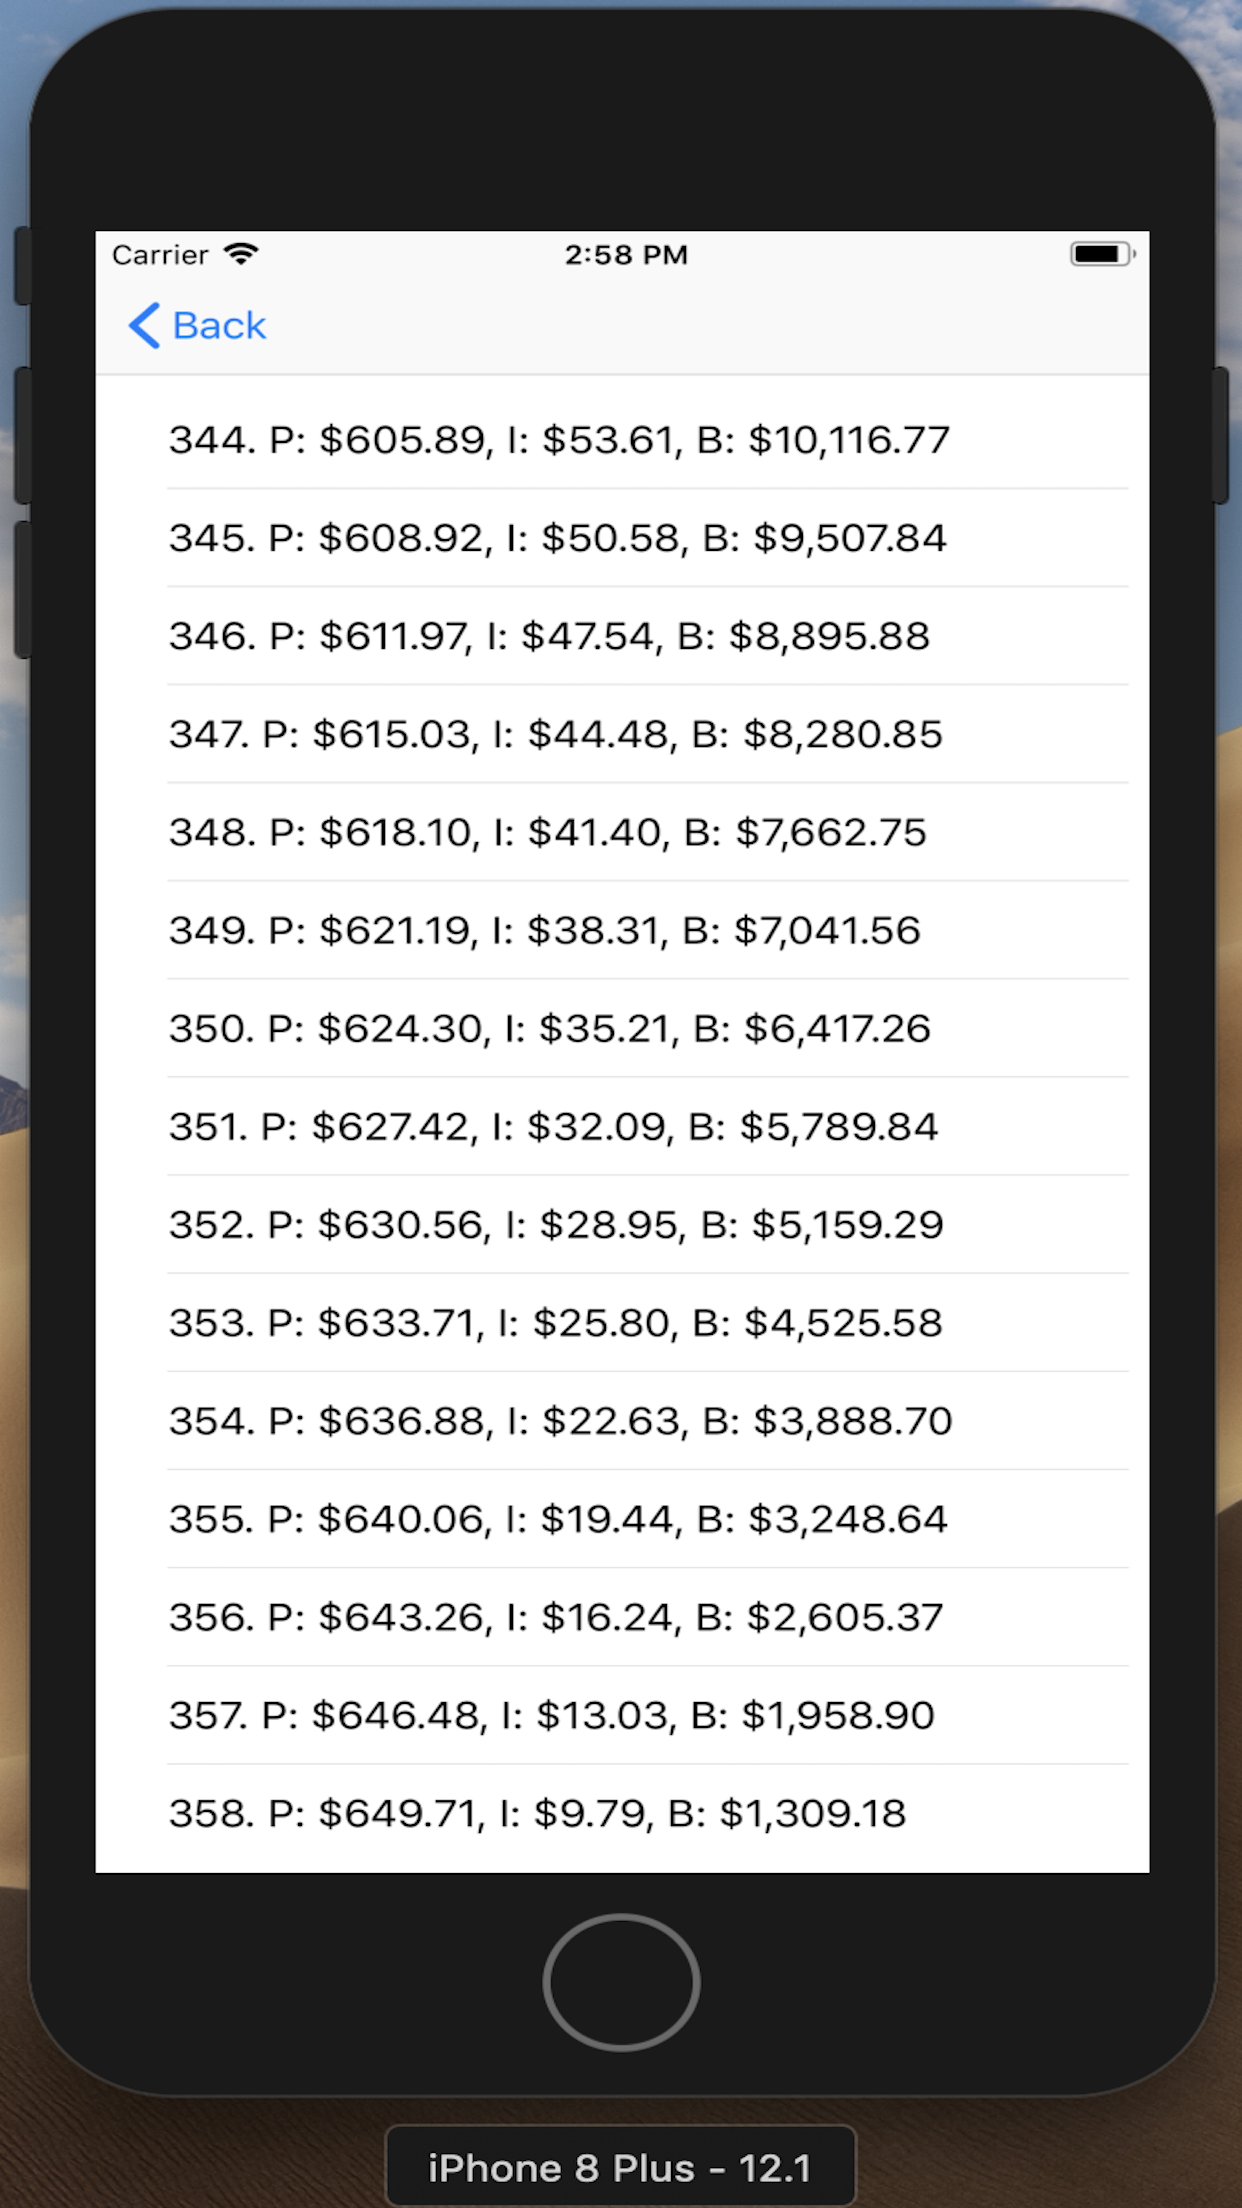 Carrier 2:58 PM
Back
344. P: $605.89, I: $53.61, B: $10,116.77
345. P: $608.92, I: $50.58, B: $9,507.84
346. P: $611.97, I: $47.54, B: $8,895.88
347. P: $615.03, I: $44.48, B: $8,280.85
348. P: $618.10, I: $41.40, B: $7,662.75
349. P: $621.19, I: $38.31, B: $7,041.56
350. P: $624.30, I: $35.21, B: $6,417.26
351. P: $627.42, I: $32.09, B: $5,789.84
352. P: $630.56, I: $28.95, B: $5,159.29
353. P: $633.71, I: $25.80, B: $4,525.58
354. P: $636.88, I: $22.63, B: $3,888.70
355. P: $640.06, I: $19.44, B: $3,248.64
356. P: $643.26, I: $16.24, B: $2,605.37
357. P: $646.48, I: $13.03, B: $1,958.90
358. P: $649.71, I: $9.79, B: $1,309.18
iPhone 8 Plus - 12.1